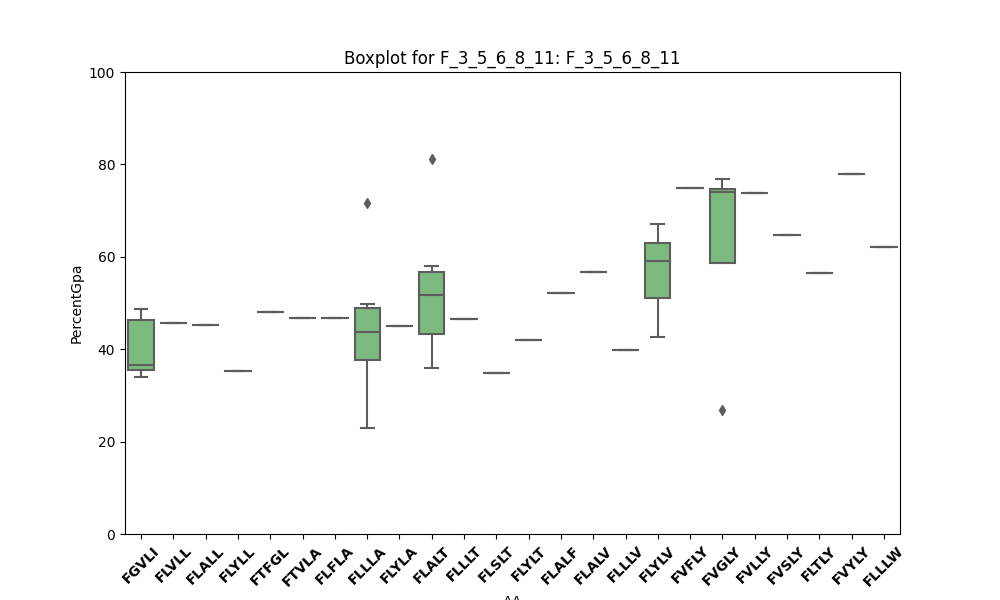 Boxplot for F_3_5_6_8_11: F_3_5_6_8_11
100
80
60
40
20
0
PercentGpa
FGVLI
FLVLL
FLALL
FLYLL
FTFGL
FTVLA
FLFLA
FLLLA
FLYLA
FLALT
FLLLT
FLSLT
FLYLT
FLALF
FLALV
FLLLV
FLYLV
FVFLY
FVGLY
FVLLY
FVSLY
FLTLY
FVYLY
FLLLW
AA